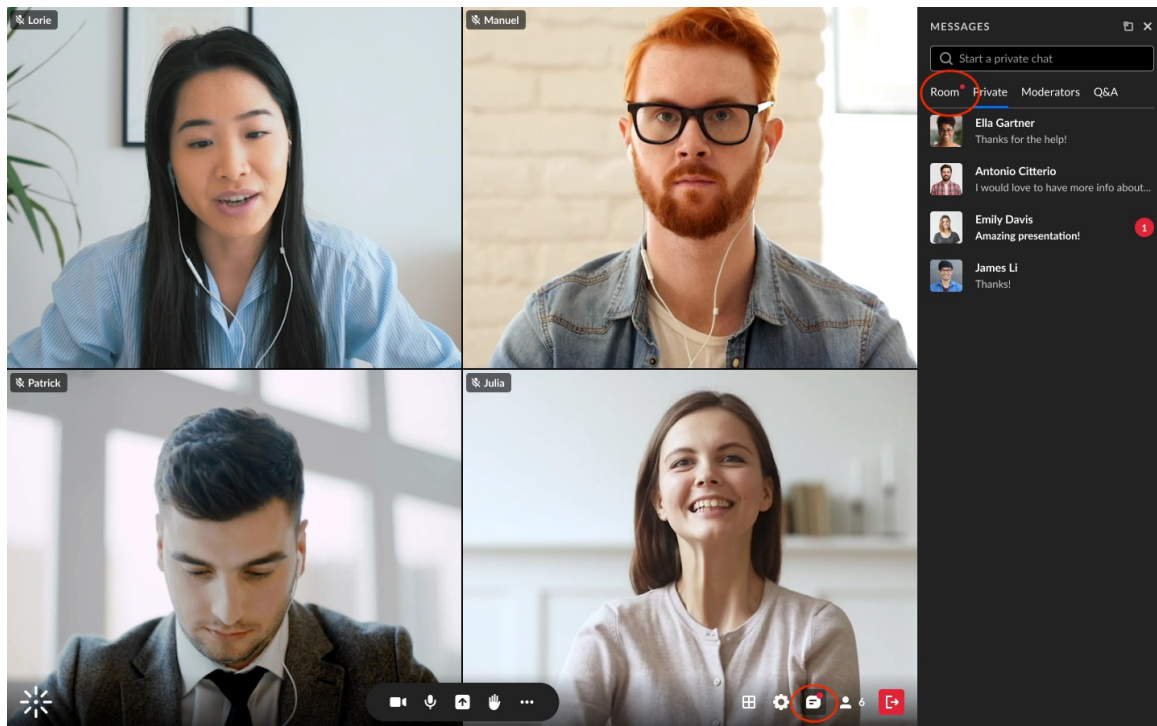 Lorie
Manuel
Patrick
Julia
6
MESSAGES
Start a private chat
Room Private Moderators Q&A
Ella Gartner
Thanks for the help!
Antonio Citterio
I would love to have more info about...
Emily Davis
Amazing presentation!
1
James Li
Thanks!